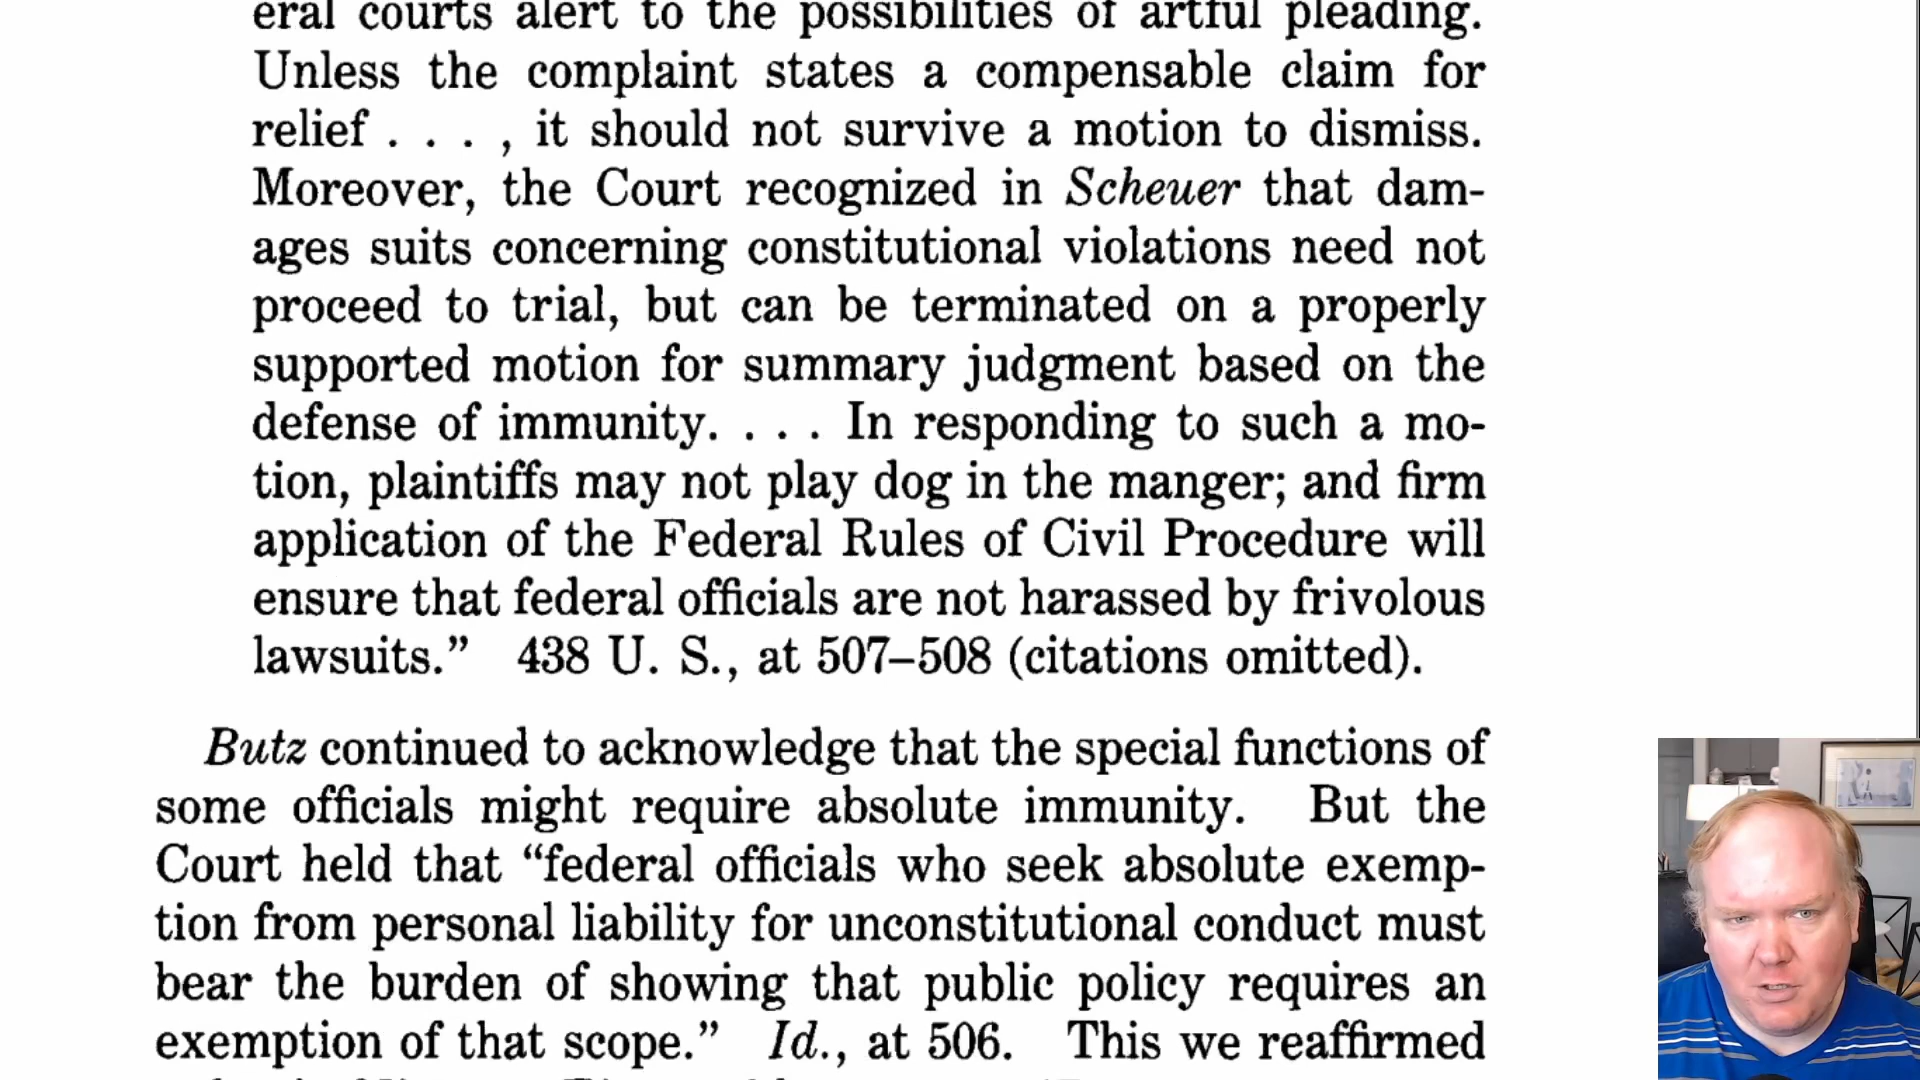 eral courts alert to the possibilities of artful pleading.
Unless the complaint states a compensable claim for
relief . . . , it should not survive a motion to dismiss.
Moreover, the Court recognized in Scheuer that dam-
ages suits concerning constitutional violations need not
proceed to trial, but can be terminated on a properly
supported motion for summary judgment based on the
defense of immunity. . . . In responding to such a mo-
tion, plaintiffs may not play dog in the manger; and firm
application of the Federal Rules of Civil Procedure will
ensure that federal officials are not harassed by frivolous
lawsuits.” 438 U. S., at 507–508 (citations omitted).
Butz continued to acknowledge that the special functions of
some officials might require absolute immunity. But the
Court held that “federal officials who seek absolute exemp-
tion from personal liability for unconstitutional conduct must
bear the burden of showing that public policy requires an
exemption of that scope.” Id., at 506. This we reaffirmed